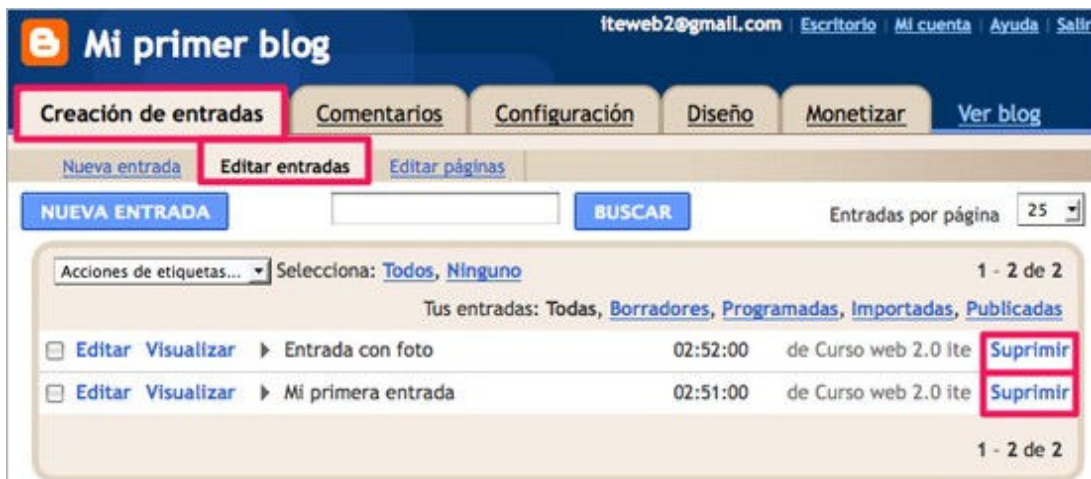 iteweb2@gmail.com | Escritorio | Mi cuenta | Ayuda | Salir
Mi primer blog
Creación de entradas Comentarios Configuración Diseño Monetizar Ver blog
Nueva entrada Editar entradas Editar páginas
NUEVA ENTRADA BUSCAR Entradas por página 25
Acciones de etiquetas... Selecciona: Todos, Ninguno 1 - 2 de 2
Tus entradas: Todas, Borradores, Programadas, Importadas, Publicadas
Editar Visualizar Entrada con foto 02:52:00 de Curso web 2.0 ite Suprimir
Editar Visualizar Mi primera entrada 02:51:00 de Curso web 2.0 ite Suprimir
1 - 2 de 2